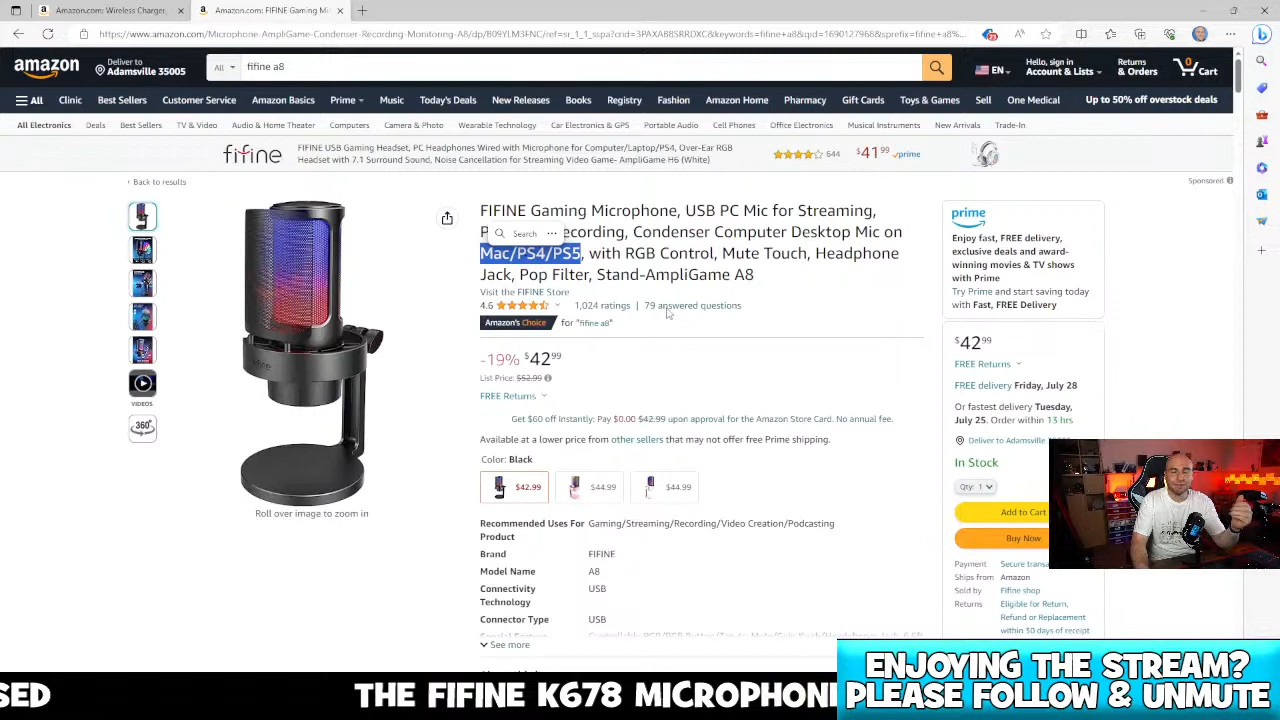 Amazon.com: Wireless Charger,
Amazon.com: FIFINE Gaming Mi
https://www.amazon.com/Microphone-AmpliGame-Condenser-Recording-Monitoring-A8/dp/B09YLM3FNC/ref=sr_1_1_sspa?crid=3PAXA8SRRDXC&keywords=fifine+a8&qid=1690127968&sprefix=fifine+a8%...
23
amazon
Deliver to
Adamsville 35005
All
fifine a8
EN
Hello, sign in
Account & Lists
Returns
& Orders
0
Cart
All Clinic Best Sellers Customer Service Amazon Basics Prime Music Today's Deals New Releases Books Registry Fashion Amazon Home Pharmacy Gift Cards Toys & Games Sell One Medical Up to 50% off overstock deals
All Electronics Deals Best Sellers TV & Video Audio & Home Theater Computers Camera & Photo Wearable Technology Car Electronics & GPS Portable Audio Cell Phones Office Electronics Musical Instruments New Arrivals Trade-In
fifine
FIFINE USB Gaming Headset, PC Headphones Wired with Microphone for Computer/Laptop/PS4, Over-Ear RGB
Headset with 7.1 Surround Sound, Noise Cancellation for Streaming Video Game- AmpliGame H6 (White)
644
$41 99 prime
‹ Back to results
Sponsored
FIFINE Gaming Microphone, USB PC Mic for Streaming,
P ecording, Condenser Computer Desktop Mic on
Search ...
Mac/PS4/PS5, with RGB Control, Mute Touch, Headphone
Jack, Pop Filter, Stand-AmpliGame A8
Visit the FIFINE Store
4.6 1,024 ratings | 79 answered questions
Amazon's Choice for "fifine a8"
-19% $42 99
List Price: $52.99
FREE Returns
Get $60 off Instantly: Pay $0.00 $42.99 upon approval for the Amazon Store Card. No annual fee.
Available at a lower price from other sellers that may not offer free Prime shipping.
Color: Black
$42.99 $44.99 $44.99
Recommended Uses For Gaming/Streaming/Recording/Video Creation/Podcasting
Product
Brand FIFINE
Model Name A8
Connectivity USB
Technology
Connector Type USB
See more
VIDEOS
360°
Roll over image to zoom in
prime
Enjoy fast, FREE delivery,
exclusive deals and award-
winning movies & TV shows
with Prime
Try Prime and start saving today
with Fast, FREE Delivery
$42 99
FREE Returns
FREE delivery Friday, July 28
Or fastest delivery Tuesday,
July 25. Order within 13 hrs
Deliver to Adamsville
In Stock
Qty: 1
Add to Cart
Buy Now
Payment Secure transa
Ships from Amazon
Sold by Fifine shop
Returns Eligible for Return,
Refund or Replacement
within 30 days of receipt
SED THE FIFINE K678 MICROPHON
ENJOYING THE STREAM?
PLEASE FOLLOW & UNMUTE